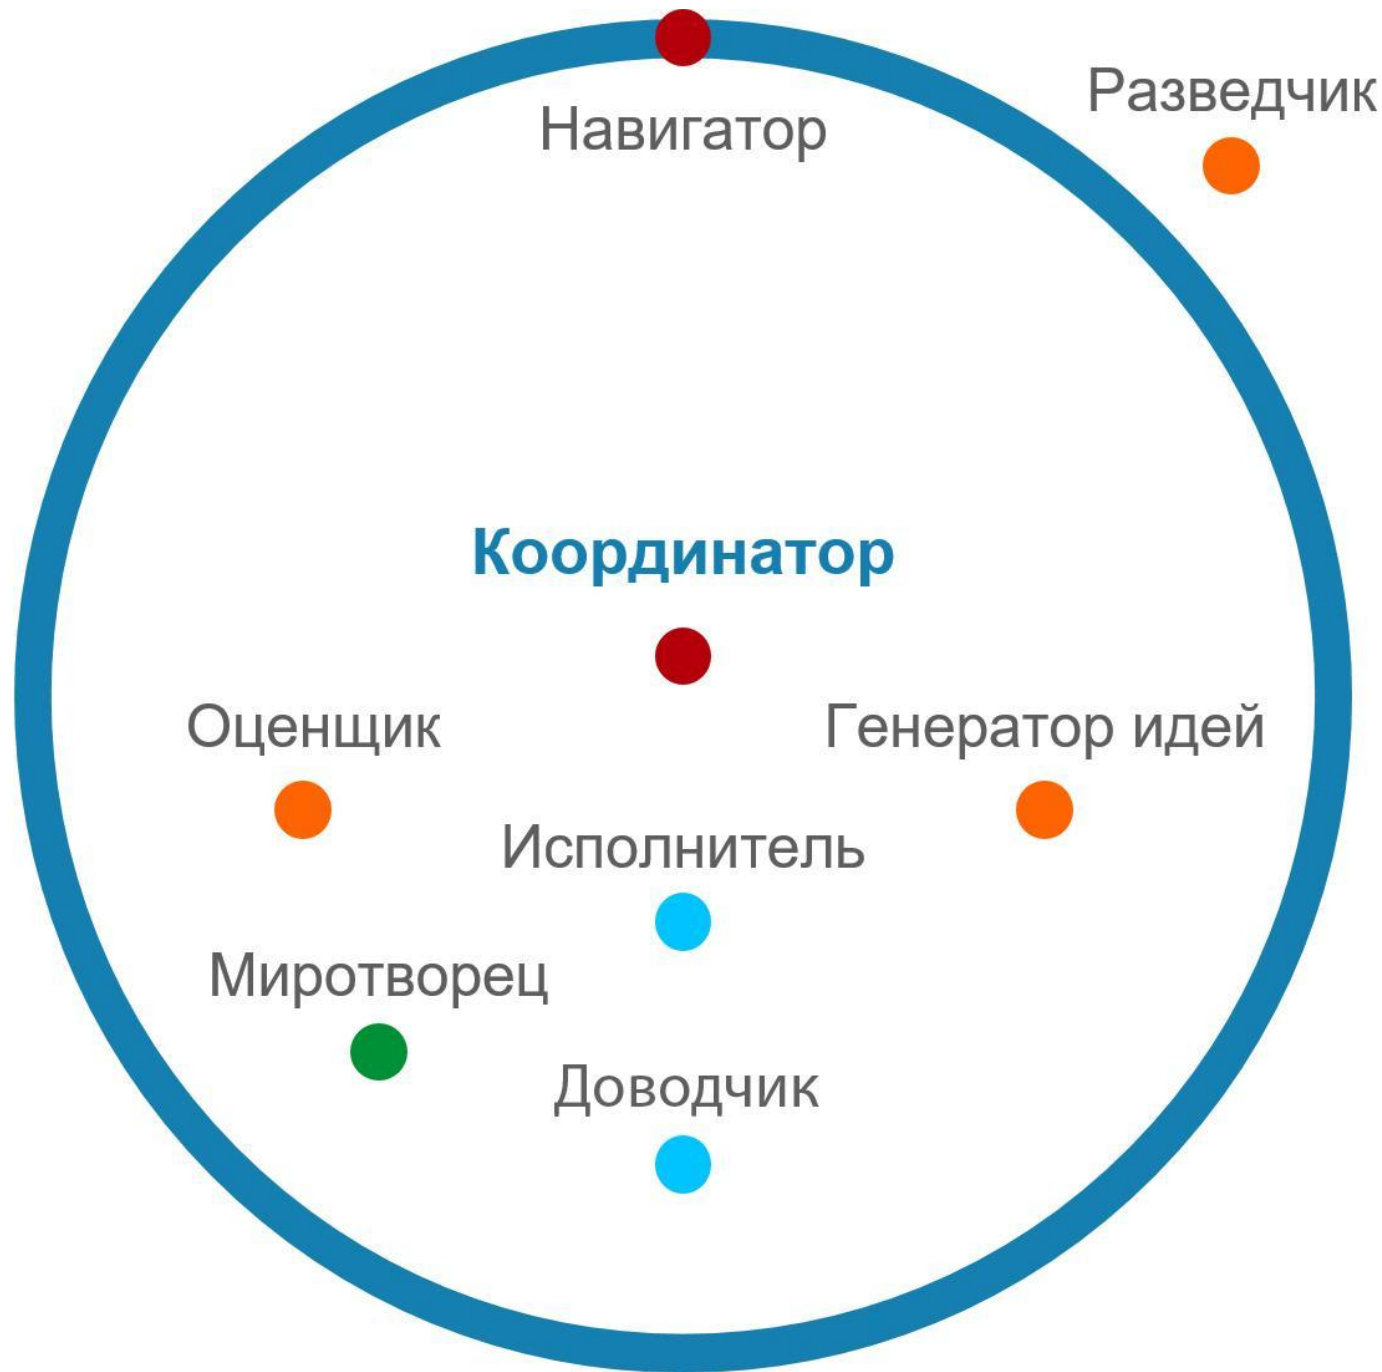 Разведчик
Навигатор
Координатор
Оценщик
Генератор идей
Исполнитель
Миротворец
Доводчик